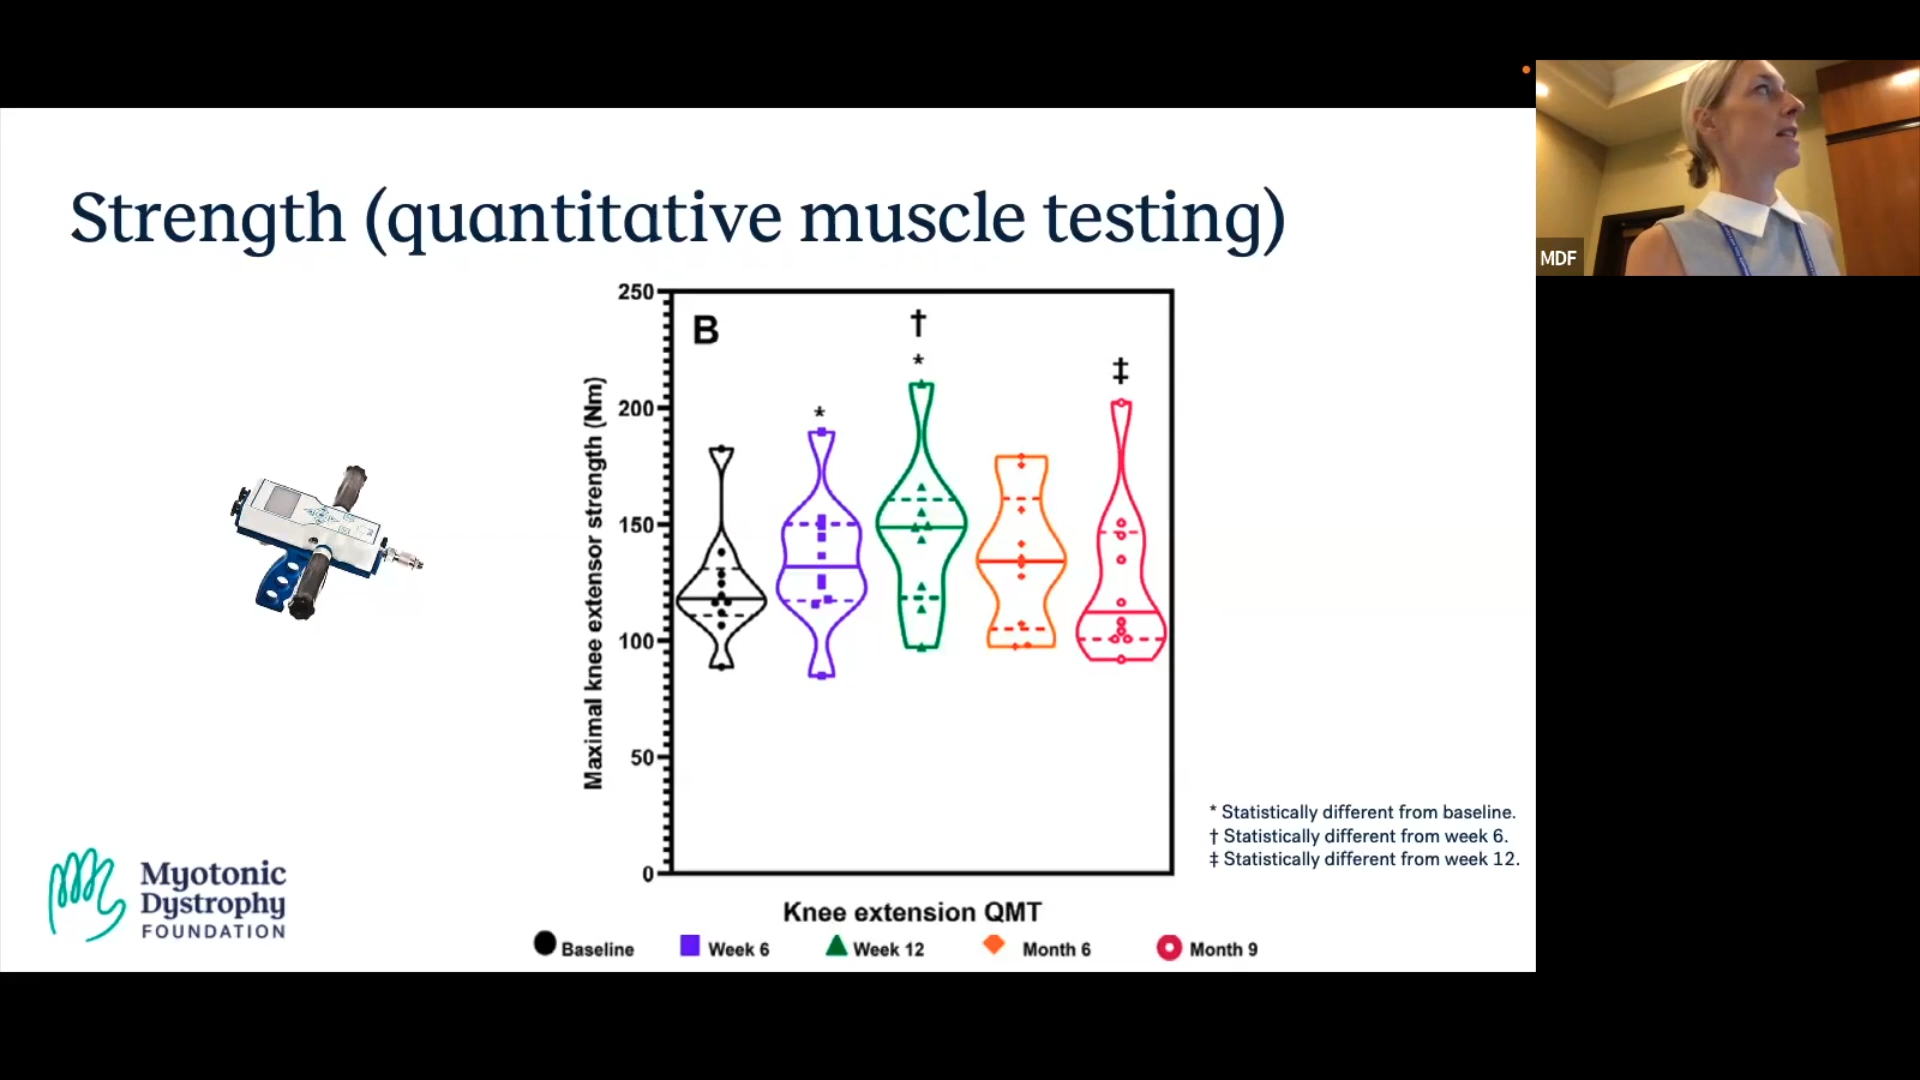 MDF
Strength (quantitative muscle testing)
250
200
150
100
50
0
Maximal knee extensor strength (Nm)
B
†
*
*
‡
* Statistically different from baseline.
† Statistically different from week 6.
‡ Statistically different from week 12.
Knee extension QMT
Baseline Week 6 Week 12 Month 6 Month 9
Myotonic
Dystrophy
FOUNDATION